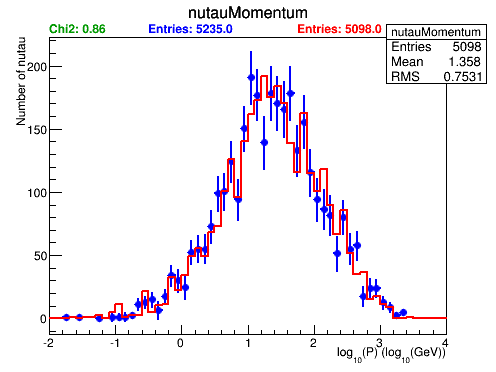 nutauMomentum
Chi2: 0.86 Entries: 5235.0 Entries: 5098.0
nutauMomentum
Entries 5098
Mean 1.358
RMS 0.7531
Number of nutau
200
150
100
50
0
-2 -1 0 1 2 3 4
log10(P) (log10(GeV))